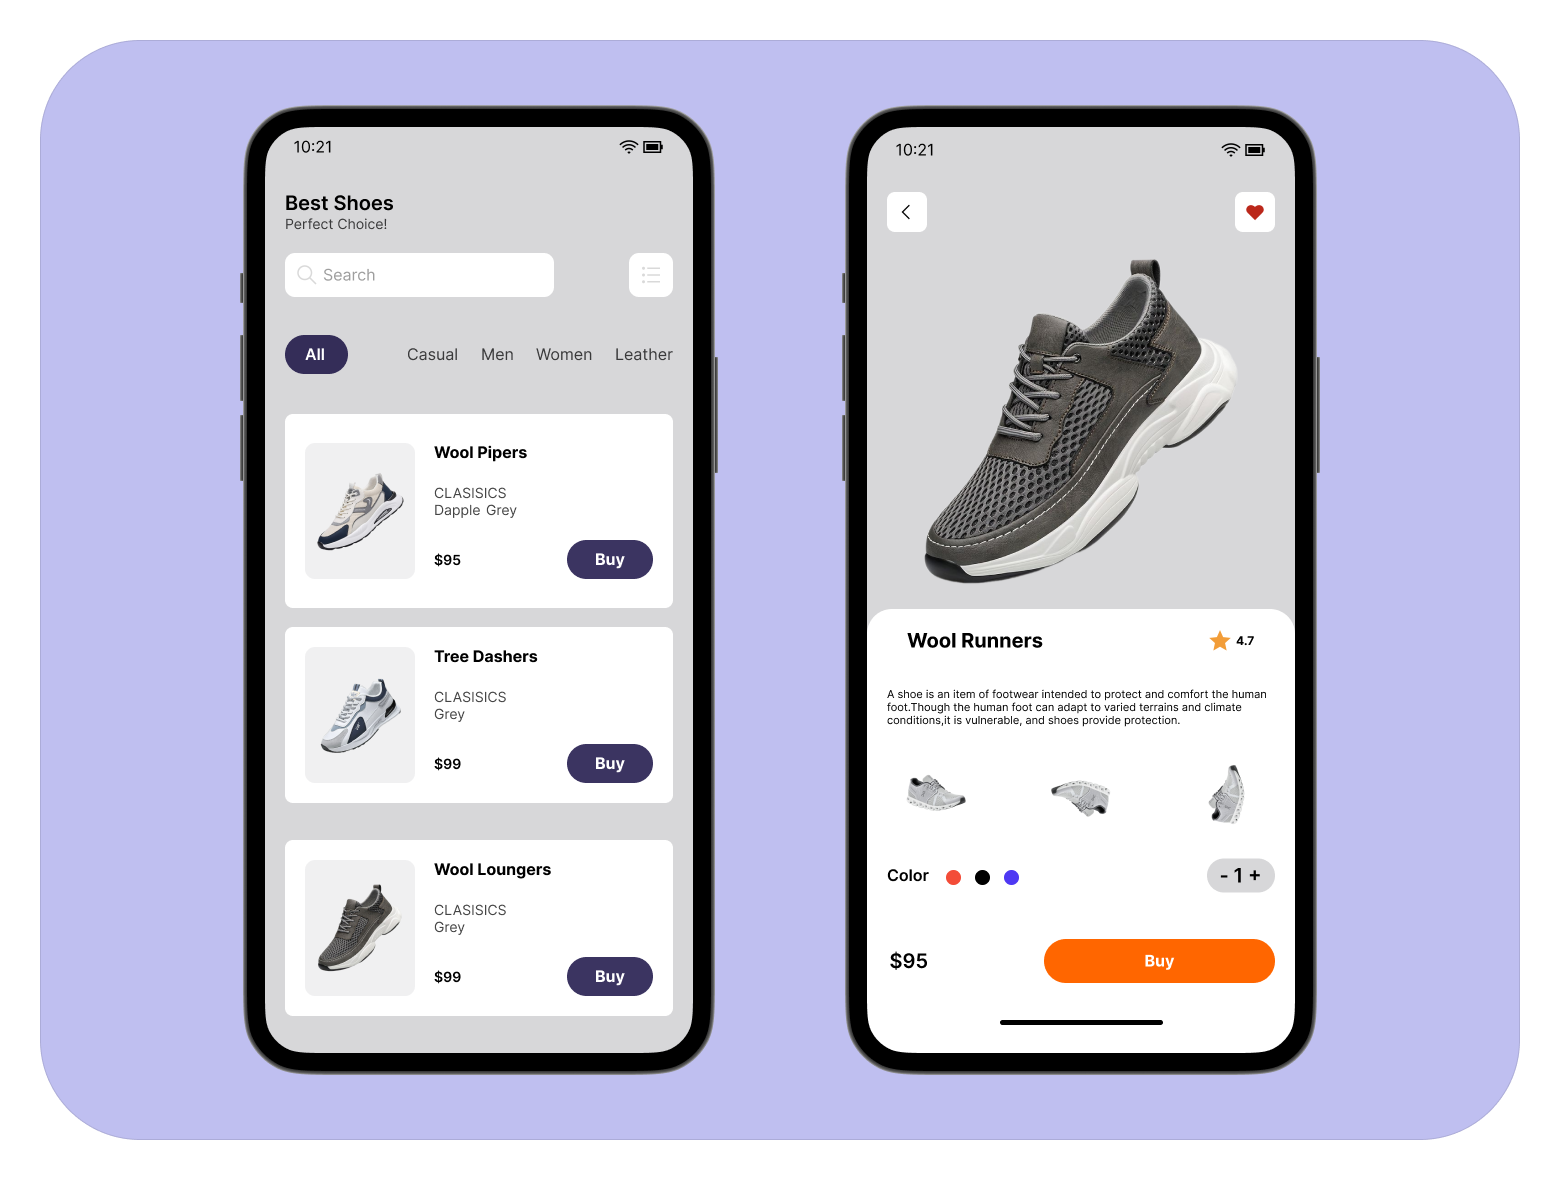 10:21
Best Shoes
Perfect Choice!
Search
All Casual Men Women Leather
Wool Pipers
CLASISICS
Dapple Grey
$95 Buy
Tree Dashers
CLASISICS
Grey
$99 Buy
Wool Loungers
CLASISICS
Grey
$99 Buy
10:21
Wool Runners 4.7
A shoe is an item of footwear intended to protect and comfort the human
foot.Though the human foot can adapt to varied terrains and climate
conditions,it is vulnerable, and shoes provide protection.
Color - 1 +
$95 Buy